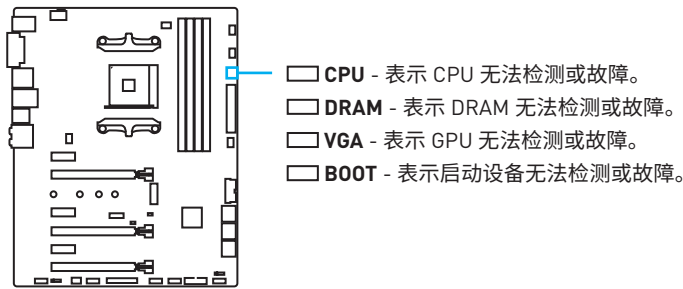 CPU - 表示 CPU 无法检测或故障。
DRAM - 表示 DRAM 无法检测或故障。
VGA - 表示 GPU 无法检测或故障。
BOOT - 表示启动设备无法检测或故障。